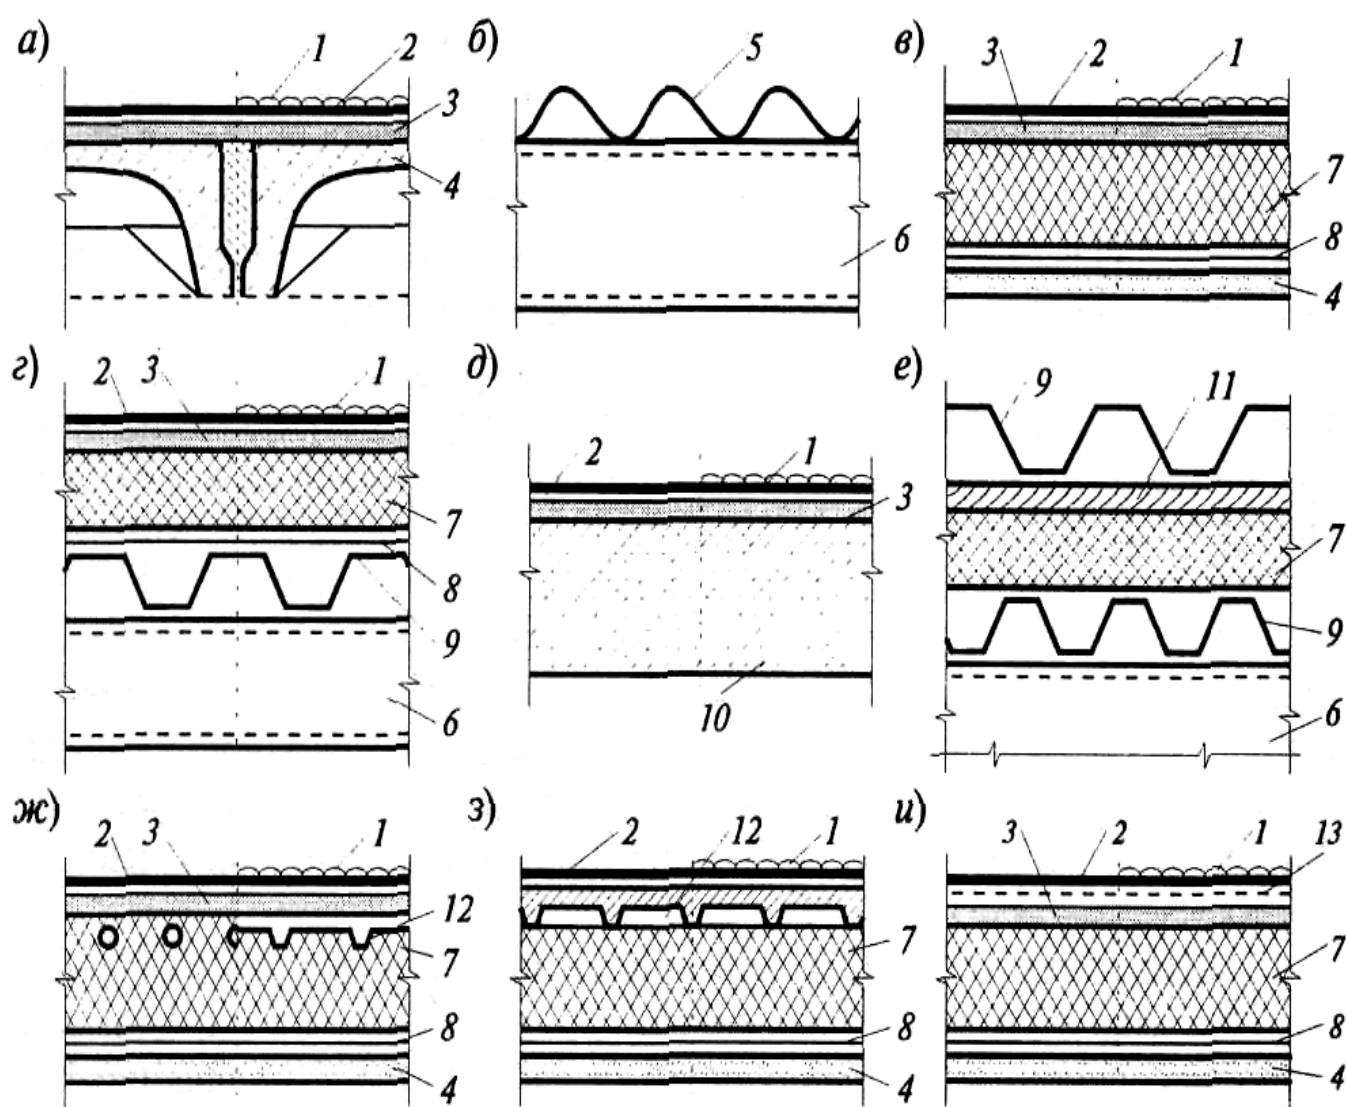 а) 1 2 3 4
б) 5 6
в) 3 2 1 7 8 4
г) 2 3 1 7 8 9 6
д) 2 1 3 10
е) 9 11 7 9 6
ж) 2 3 1 12 7 8 4
з) 2 12 1 7 8 4
и) 3 2 1 13 7 8 4